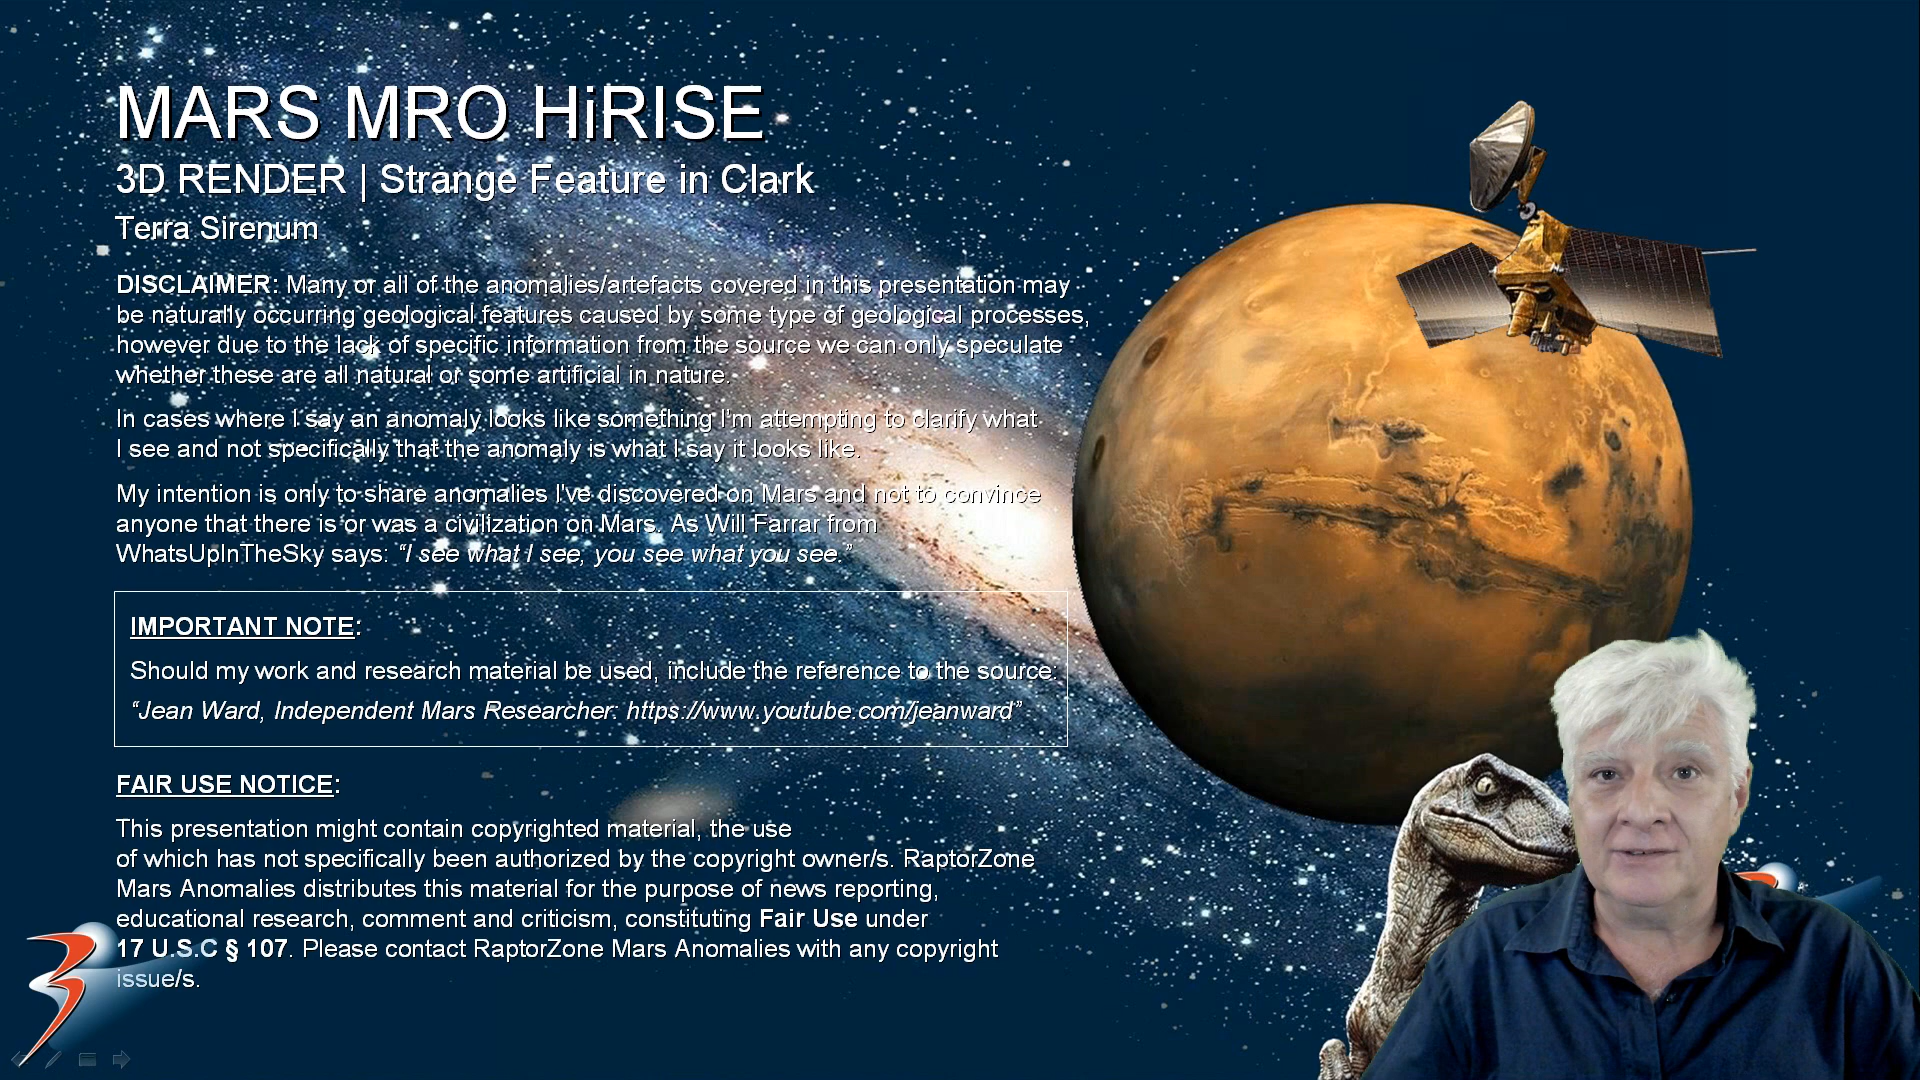 MARS MRO HiRISE
3D RENDER | Strange Feature in Clark
Terra Sirenum
DISCLAIMER: Many or all of the anomalies/artefacts covered in this presentation may
be naturally occurring geological features caused by some type of geological processes,
however due to the lack of specific information from the source we can only speculate
whether these are all natural or some artificial in nature.
In cases where I say an anomaly looks like something I'm attempting to clarify what
I see and not specifically that the anomaly is what I say it looks like.
My intention is only to share anomalies I've discovered on Mars and not to convince
anyone that there is or was a civilization on Mars. As Will Farrar from
WhatsUpInTheSky says: “I see what I see, you see what you see.”
IMPORTANT NOTE:
Should my work and research material be used, include the reference to the source:
“Jean Ward, Independent Mars Researcher: https://www.youtube.com/jeanward”
FAIR USE NOTICE:
This presentation might contain copyrighted material, the use
of which has not specifically been authorized by the copyright owner/s. RaptorZone
Mars Anomalies distributes this material for the purpose of news reporting,
educational research, comment and criticism, constituting Fair Use under
17 U.S.C § 107. Please contact RaptorZone Mars Anomalies with any copyright
issue/s.